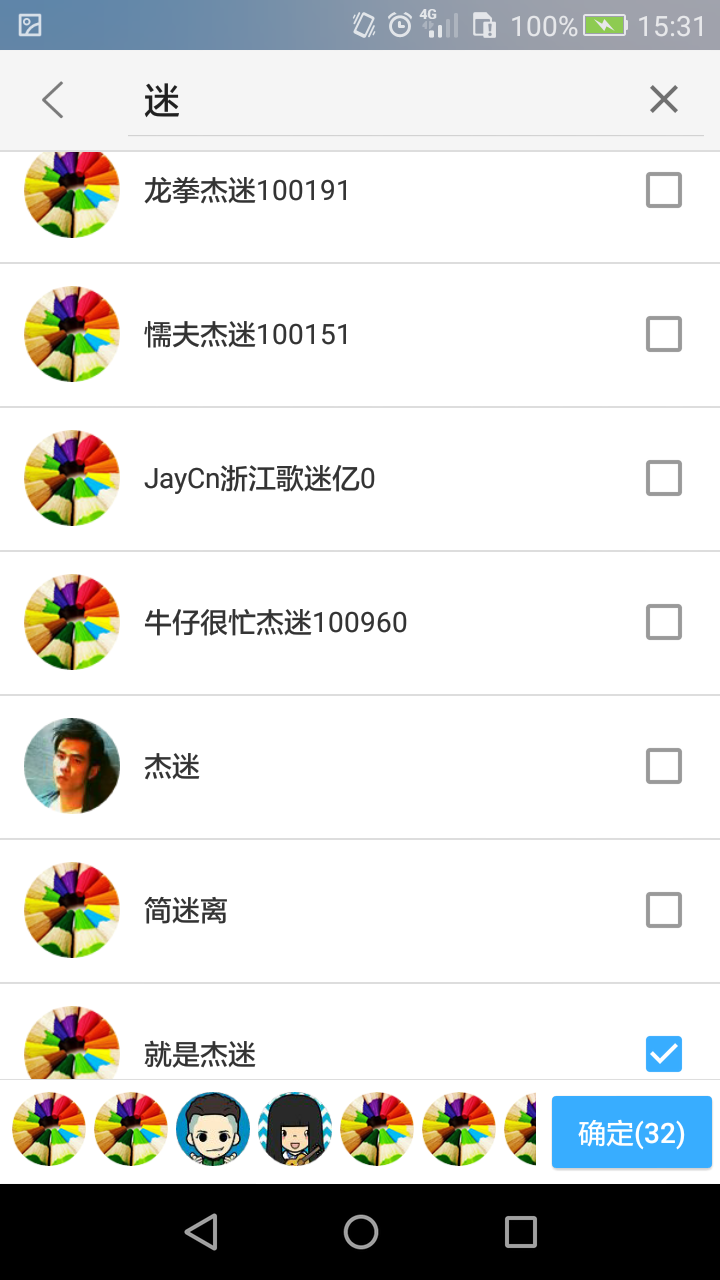 4G 100% 15:31
迷
龙拳杰迷100191
懦夫杰迷100151
JayCn浙江歌迷亿0
牛仔很忙杰迷100960
杰迷
简迷离
就是杰迷
确定(32)